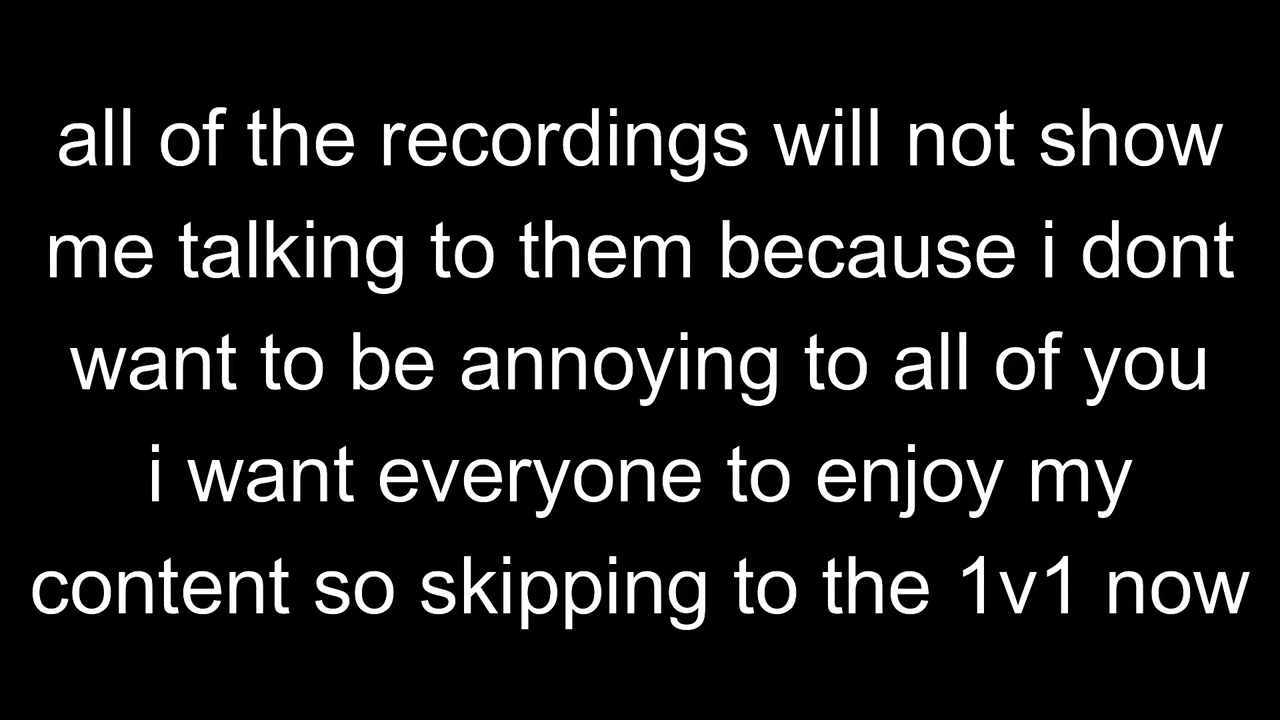 all of the recordings will not show
me talking to them because i dont
want to be annoying to all of you
i want everyone to enjoy my
content so skipping to the 1v1 now